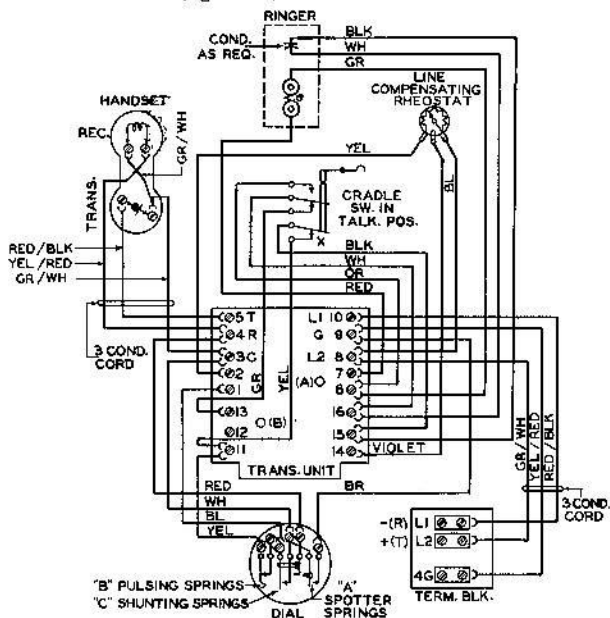 RINGER
BLK
WH
GR
COND.
AS REQ.
LINE
COMPENSATING
RHEOSTAT
HANDSET
REC.
GR/WH
TRANS.
YEL
BL
CRADLE
SW. IN
TALK. POS.
X
BLK
WH
OR
RED
RED/BLK
YEL/RED
GR/WH
3 COND.
CORD
GR
YEL
5 T
4 R
3 C
2
1
13
12
11
L1 10
G 9
L2 8
7
(A)O
6
16
15
14
O(B)
VIOLET
TRANS. UNIT
GR/WH
YEL/RED
RED/BLK
3 COND.
CORD
RED
WH
BL
YEL
BR
-(R) L1
+(T) L2
4G
TERM. BLK.
"B" PULSING SPRINGS
"C" SHUNTING SPRINGS
DIAL
"A"
SPOTTER
SPRINGS